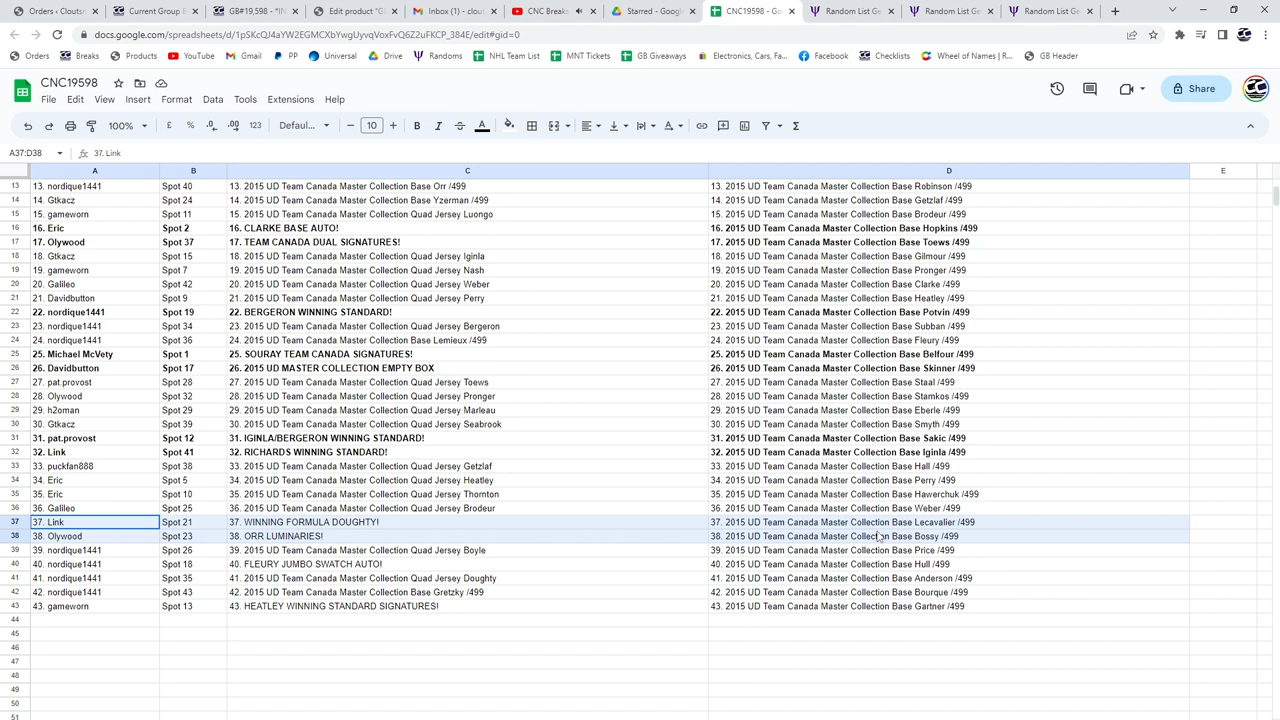 Orders · Clouts
Current Group B
GB#19,598 - *IN
Edit product "G
Inbox (1) - clou
CNC Breaks
Starred - Google
CNC19598 - Go
Random List Ge
Random List Ge
Random List Ge
docs.google.com/spreadsheets/d/1pSKcQJ4aYW2EGMCXbYwgUyvqVoxFvQ6Z2uFKCP_384E/edit#gid=0
Orders
Breaks
Products
YouTube
Gmail
PP
Universal
Drive
Randoms
NHL Team List
MNT Tickets
GB Giveaways
Electronics, Cars, Fa...
Facebook
Checklists
Wheel of Names | R...
GB Header
CNC19598
File Edit View Insert Format Data Tools Extensions Help
Share
100% £ % .0 .00 123 Defaul... 10 B I A
A37:D38 fx 37. Link
A B C D E
13 13. nordique1441 Spot 40 13. 2015 UD Team Canada Master Collection Base Orr /499 13. 2015 UD Team Canada Master Collection Base Robinson /499
14 14. Gtkacz Spot 24 14. 2015 UD Team Canada Master Collection Base Yzerman /499 14. 2015 UD Team Canada Master Collection Base Getzlaf /499
15 15. gameworn Spot 11 15. 2015 UD Team Canada Master Collection Quad Jersey Luongo 15. 2015 UD Team Canada Master Collection Base Brodeur /499
16 16. Eric Spot 2 16. CLARKE BASE AUTO! 16. 2015 UD Team Canada Master Collection Base Hopkins /499
17 17. Olywood Spot 37 17. TEAM CANADA DUAL SIGNATURES! 17. 2015 UD Team Canada Master Collection Base Toews /499
18 18. Gtkacz Spot 15 18. 2015 UD Team Canada Master Collection Quad Jersey Iginla 18. 2015 UD Team Canada Master Collection Base Gilmour /499
19 19. gameworn Spot 7 19. 2015 UD Team Canada Master Collection Quad Jersey Nash 19. 2015 UD Team Canada Master Collection Base Pronger /499
20 20. Galileo Spot 42 20. 2015 UD Team Canada Master Collection Quad Jersey Weber 20. 2015 UD Team Canada Master Collection Base Clarke /499
21 21. Davidbutton Spot 9 21. 2015 UD Team Canada Master Collection Quad Jersey Perry 21. 2015 UD Team Canada Master Collection Base Heatley /499
22 22. nordique1441 Spot 19 22. BERGERON WINNING STANDARD! 22. 2015 UD Team Canada Master Collection Base Potvin /499
23 23. nordique1441 Spot 34 23. 2015 UD Team Canada Master Collection Quad Jersey Bergeron 23. 2015 UD Team Canada Master Collection Base Subban /499
24 24. nordique1441 Spot 36 24. 2015 UD Team Canada Master Collection Base Lemieux /499 24. 2015 UD Team Canada Master Collection Base Fleury /499
25 25. Michael McVety Spot 1 25. SOURAY TEAM CANADA SIGNATURES! 25. 2015 UD Team Canada Master Collection Base Belfour /499
26 26. Davidbutton Spot 17 26. 2015 UD MASTER COLLECTION EMPTY BOX 26. 2015 UD Team Canada Master Collection Base Skinner /499
27 27. pat.provost Spot 28 27. 2015 UD Team Canada Master Collection Quad Jersey Toews 27. 2015 UD Team Canada Master Collection Base Staal /499
28 28. Olywood Spot 32 28. 2015 UD Team Canada Master Collection Quad Jersey Pronger 28. 2015 UD Team Canada Master Collection Base Stamkos /499
29 29. h2oman Spot 29 29. 2015 UD Team Canada Master Collection Quad Jersey Marleau 29. 2015 UD Team Canada Master Collection Base Eberle /499
30 30. Gtkacz Spot 39 30. 2015 UD Team Canada Master Collection Quad Jersey Seabrook 30. 2015 UD Team Canada Master Collection Base Smyth /499
31 31. pat.provost Spot 12 31. IGINLA/BERGERON WINNING STANDARD! 31. 2015 UD Team Canada Master Collection Base Sakic /499
32 32. Link Spot 41 32. RICHARDS WINNING STANDARD! 32. 2015 UD Team Canada Master Collection Base Iginla /499
33 33. puckfan888 Spot 38 33. 2015 UD Team Canada Master Collection Quad Jersey Getzlaf 33. 2015 UD Team Canada Master Collection Base Hall /499
34 34. Eric Spot 5 34. 2015 UD Team Canada Master Collection Quad Jersey Heatley 34. 2015 UD Team Canada Master Collection Base Perry /499
35 35. Eric Spot 10 35. 2015 UD Team Canada Master Collection Quad Jersey Thornton 35. 2015 UD Team Canada Master Collection Base Hawerchuk /499
36 36. Galileo Spot 25 36. 2015 UD Team Canada Master Collection Quad Jersey Brodeur 36. 2015 UD Team Canada Master Collection Base Weber /499
37 37. Link Spot 21 37. WINNING FORMULA DOUGHTY! 37. 2015 UD Team Canada Master Collection Base Lecavalier /499
38 38. Olywood Spot 23 38. ORR LUMINARIES! 38. 2015 UD Team Canada Master Collection Base Bossy /499
39 39. nordique1441 Spot 26 39. 2015 UD Team Canada Master Collection Quad Jersey Boyle 39. 2015 UD Team Canada Master Collection Base Price /499
40 40. nordique1441 Spot 18 40. FLEURY JUMBO SWATCH AUTO! 40. 2015 UD Team Canada Master Collection Base Hull /499
41 41. nordique1441 Spot 35 41. 2015 UD Team Canada Master Collection Quad Jersey Doughty 41. 2015 UD Team Canada Master Collection Base Anderson /499
42 42. nordique1441 Spot 43 42. 2015 UD Team Canada Master Collection Base Gretzky /499 42. 2015 UD Team Canada Master Collection Base Bourque /499
43 43. gameworn Spot 13 43. HEATLEY WINNING STANDARD SIGNATURES! 43. 2015 UD Team Canada Master Collection Base Gartner /499
44
45
46
47
48
49
50
51